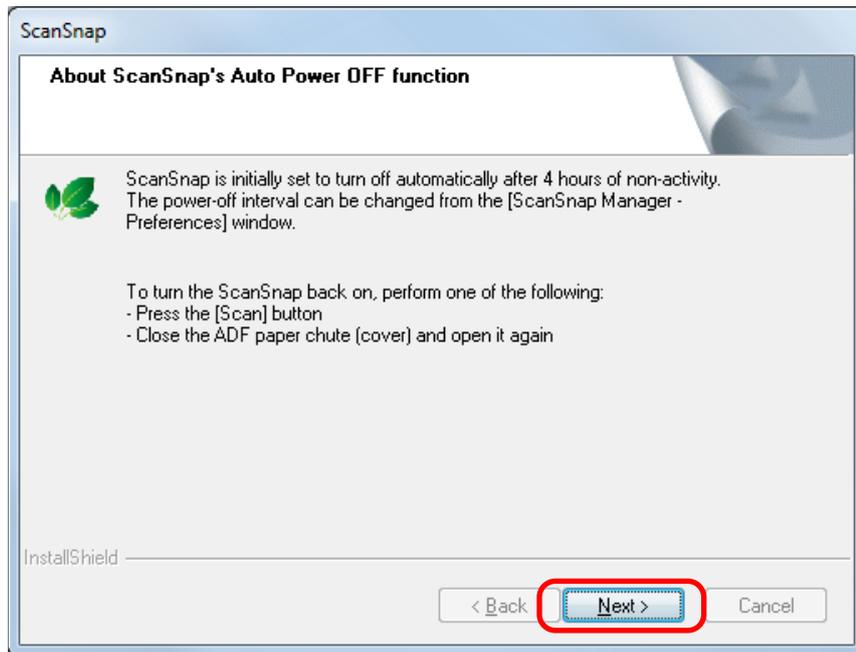 ScanSnap
About ScanSnap's Auto Power OFF function
ScanSnap is initially set to turn off automatically after 4 hours of non-activity.
The power-off interval can be changed from the [ScanSnap Manager -
Preferences] window.
To turn the ScanSnap back on, perform one of the following:
- Press the [Scan] button
- Close the ADF paper chute (cover) and open it again
InstallShield
< Back
Next >
Cancel